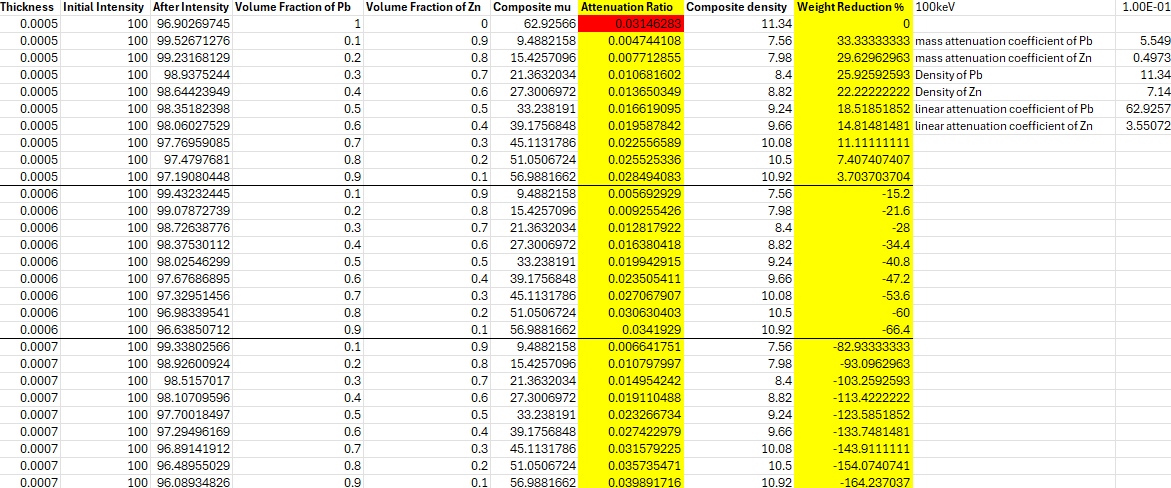 Thickness Initial Intensity After Intensity Volume Fraction of Pb Volume Fraction of Zn Composite mu Attenuation Ratio Composite density Weight Reduction % 100keV 1.00E-01
0.0005 100 96.90269745 1 0 62.92566 0.03146283 11.34 0
0.0005 100 99.52671276 0.1 0.9 9.4882158 0.004744108 7.56 33.33333333 mass attenuation coefficient of Pb 5.549
0.0005 100 99.23168129 0.2 0.8 15.4257096 0.007712855 7.98 29.62962963 mass attenuation coefficient of Zn 0.4973
0.0005 100 98.9375244 0.3 0.7 21.3632034 0.010681602 8.4 25.92592593 Density of Pb 11.34
0.0005 100 98.64423949 0.4 0.6 27.3006972 0.013650349 8.82 22.22222222 Density of Zn 7.14
0.0005 100 98.35182398 0.5 0.5 33.238191 0.016619095 9.24 18.51851852 linear attenuation coefficient of Pb 62.9257
0.0005 100 98.06027529 0.6 0.4 39.1756848 0.019587842 9.66 14.81481481 linear attenuation coefficient of Zn 3.55072
0.0005 100 97.76959085 0.7 0.3 45.1131786 0.022556589 10.08 11.11111111
0.0005 100 97.4797681 0.8 0.2 51.0506724 0.025525336 10.5 7.407407407
0.0005 100 97.19080448 0.9 0.1 56.9881662 0.028494083 10.92 3.703703704
0.0006 100 99.43232445 0.1 0.9 9.4882158 0.005692929 7.56 -15.2
0.0006 100 99.07872739 0.2 0.8 15.4257096 0.009255426 7.98 -21.6
0.0006 100 98.72638776 0.3 0.7 21.3632034 0.012817922 8.4 -28
0.0006 100 98.37530112 0.4 0.6 27.3006972 0.016380418 8.82 -34.4
0.0006 100 98.02546299 0.5 0.5 33.238191 0.019942915 9.24 -40.8
0.0006 100 97.67686895 0.6 0.4 39.1756848 0.023505411 9.66 -47.2
0.0006 100 97.32951456 0.7 0.3 45.1131786 0.027067907 10.08 -53.6
0.0006 100 96.98339541 0.8 0.2 51.0506724 0.030630403 10.5 -60
0.0006 100 96.63850712 0.9 0.1 56.9881662 0.0341929 10.92 -66.4
0.0007 100 99.33802566 0.1 0.9 9.4882158 0.006641751 7.56 -82.93333333
0.0007 100 98.92600924 0.2 0.8 15.4257096 0.010797997 7.98 -93.0962963
0.0007 100 98.5157017 0.3 0.7 21.3632034 0.014954242 8.4 -103.2592593
0.0007 100 98.10709596 0.4 0.6 27.3006972 0.019110488 8.82 -113.4222222
0.0007 100 97.70018497 0.5 0.5 33.238191 0.023266734 9.24 -123.5851852
0.0007 100 97.29496169 0.6 0.4 39.1756848 0.027422979 9.66 -133.7481481
0.0007 100 96.89141912 0.7 0.3 45.1131786 0.031579225 10.08 -143.9111111
0.0007 100 96.48955029 0.8 0.2 51.0506724 0.035735471 10.5 -154.0740741
0.0007 100 96.08934826 0.9 0.1 56.9881662 0.039891716 10.92 -164.237037